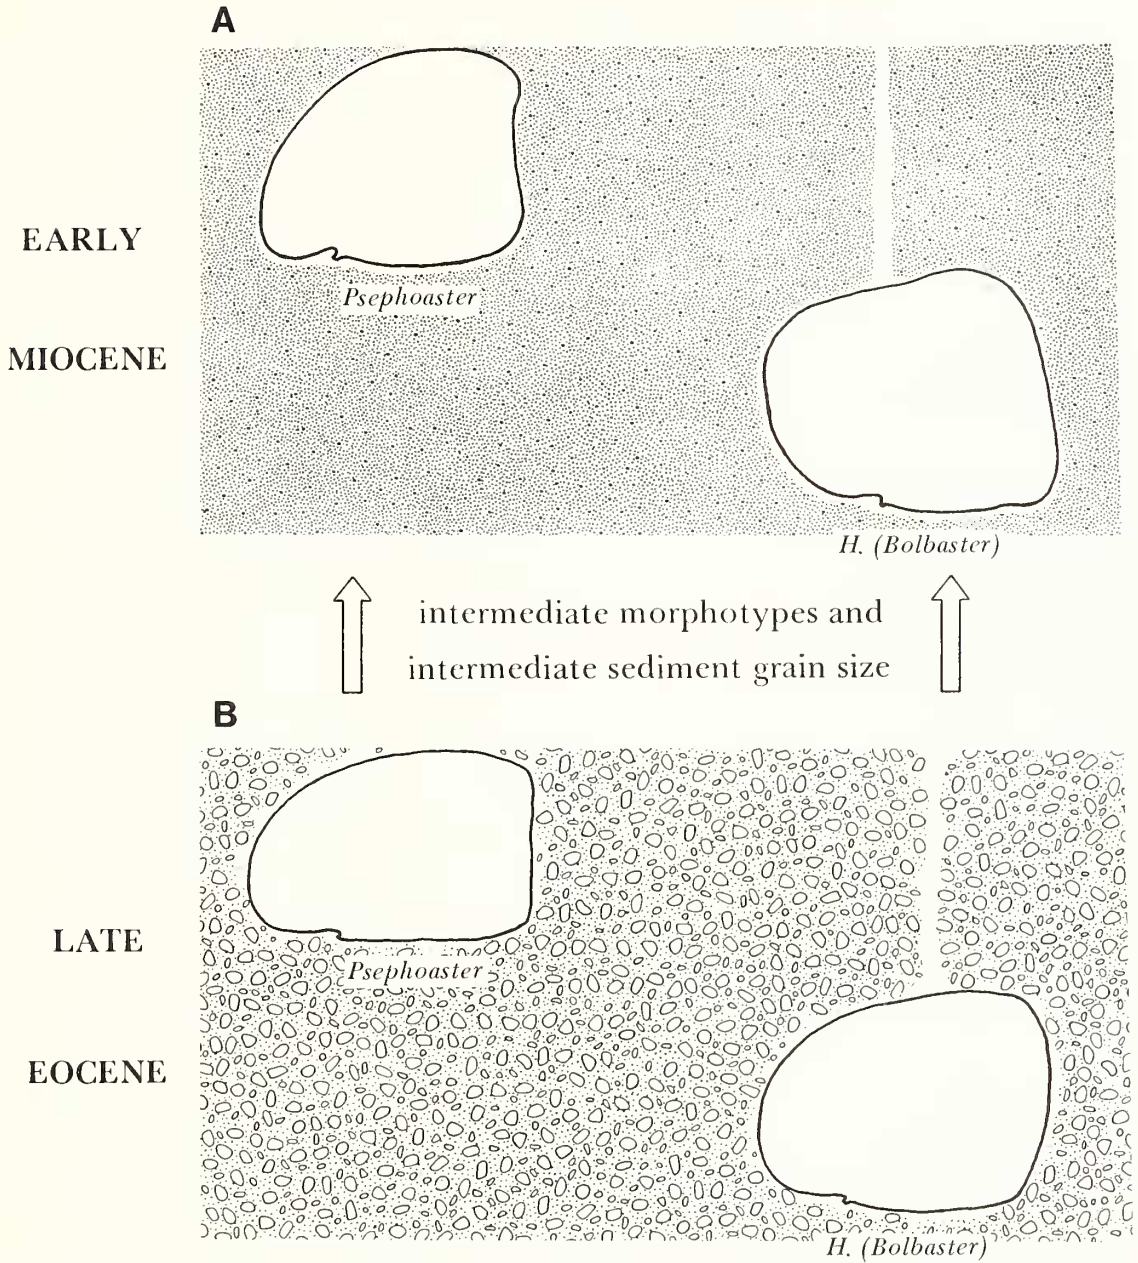 A
EARLY
MIOCENE
Psephoaster
H. (Bolbaster)
intermediate morphotypes and
intermediate sediment grain size
B
LATE
EOCENE
Psephoaster
H. (Bolbaster)